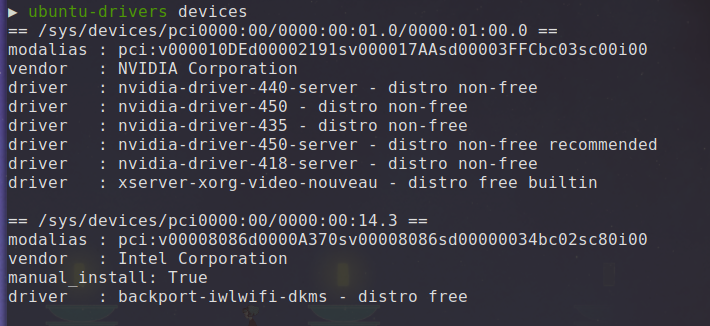 ▶ ubuntu-drivers devices
== /sys/devices/pci0000:00/0000:00:01.0/0000:01:00.0 ==
modalias : pci:v000010DEd00002191sv000017AAsd00003FFCbc03sc00i00
vendor   : NVIDIA Corporation
driver   : nvidia-driver-440-server - distro non-free
driver   : nvidia-driver-450 - distro non-free
driver   : nvidia-driver-435 - distro non-free
driver   : nvidia-driver-450-server - distro non-free recommended
driver   : nvidia-driver-418-server - distro non-free
driver   : xserver-xorg-video-nouveau - distro free builtin

== /sys/devices/pci0000:00/0000:00:14.3 ==
modalias : pci:v00008086d0000A370sv00008086sd00000034bc02sc80i00
vendor   : Intel Corporation
manual_install: True
driver   : backport-iwlwifi-dkms - distro free